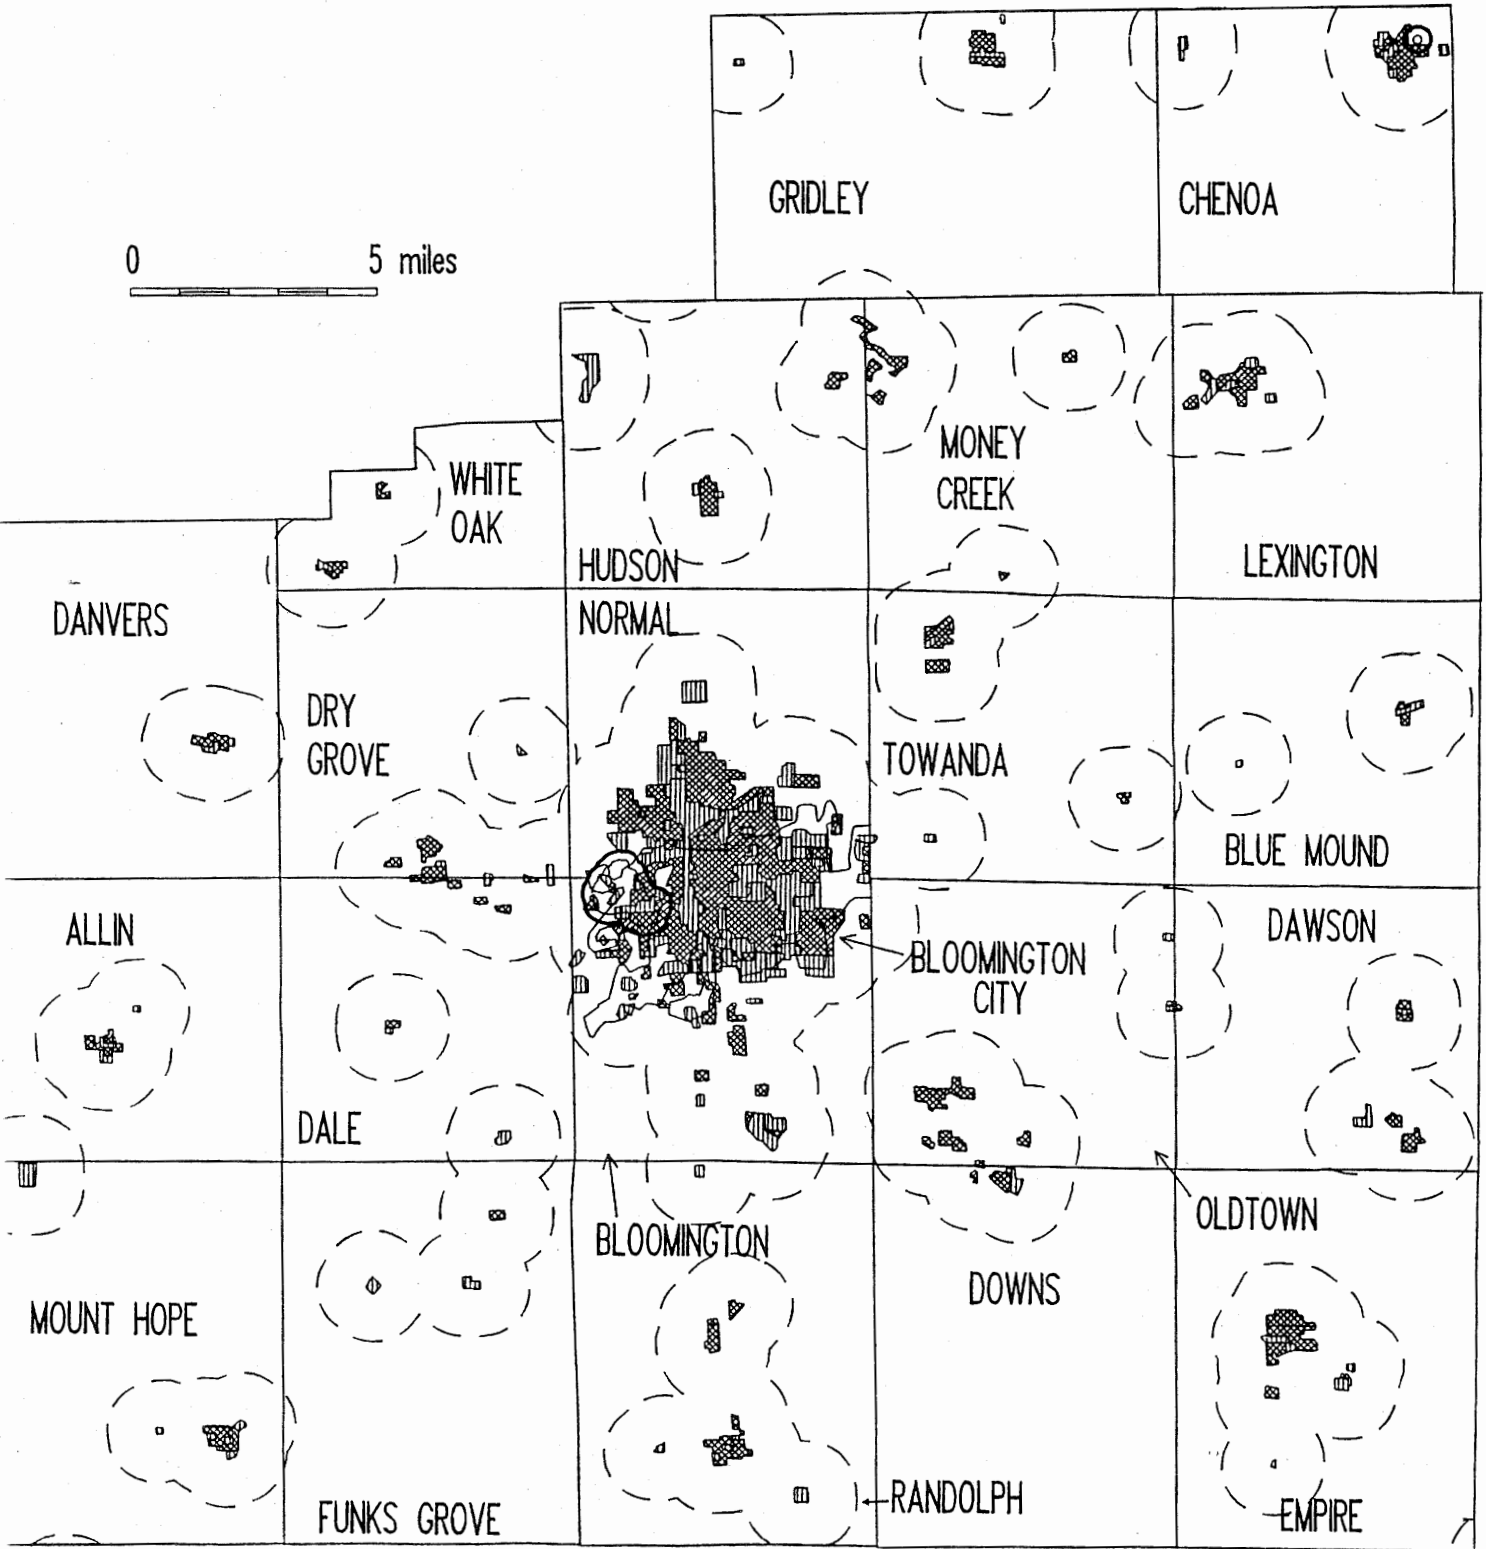 GRIDLEY
CHENOA
0 5 miles
WHITE
OAK
MONEY
CREEK
HUDSON
LEXINGTON
DANVERS
NORMAL
DRY
GROVE
TOWANDA
BLUE MOUND
ALLIN
DAWSON
BLOOMINGTON
CITY
DALE
OLDTOWN
BLOOMINGTON
DOWNS
MOUNT HOPE
RANDOLPH
FUNKS GROVE
EMPIRE